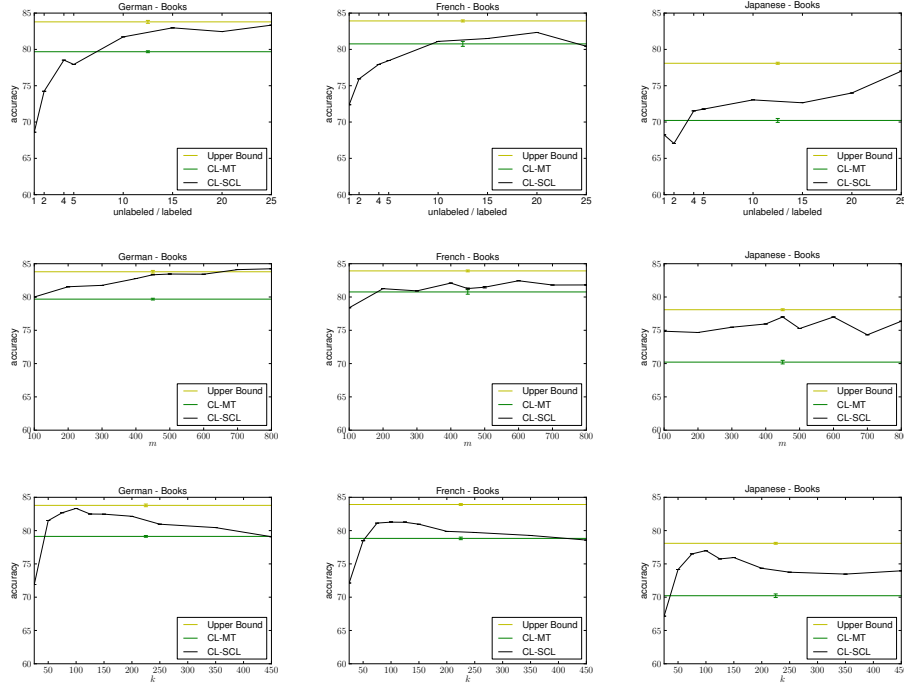 German - Books
85
80
75
70
65
60
accuracy
1 2 4 5 10 15 20 25
unlabeled / labeled
Upper Bound
CL-MT
CL-SCL
French - Books
85
80
75
70
65
60
accuracy
1 2 4 5 10 15 20 25
unlabeled / labeled
Upper Bound
CL-MT
CL-SCL
Japanese - Books
85
80
75
70
65
60
accuracy
1 2 4 5 10 15 20 25
unlabeled / labeled
Upper Bound
CL-MT
CL-SCL
German - Books
85
80
75
70
65
60
accuracy
100 200 300 400 500 600 700 800
m
Upper Bound
CL-MT
CL-SCL
French - Books
85
80
75
70
65
60
accuracy
100 200 300 400 500 600 700 800
m
Upper Bound
CL-MT
CL-SCL
Japanese - Books
85
80
75
70
65
60
accuracy
100 200 300 400 500 600 700 800
m
Upper Bound
CL-MT
CL-SCL
German - Books
85
80
75
70
65
60
accuracy
50 100 150 200 250 300 350 400 450
k
Upper Bound
CL-MT
CL-SCL
French - Books
85
80
75
70
65
60
accuracy
50 100 150 200 250 300 350 400 450
k
Upper Bound
CL-MT
CL-SCL
Japanese - Books
85
80
75
70
65
60
accuracy
50 100 150 200 250 300 350 400 450
k
Upper Bound
CL-MT
CL-SCL